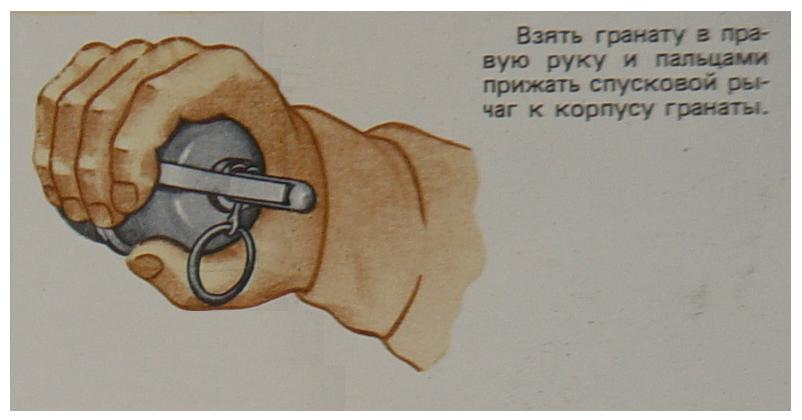 Взять гранату в пра-
вую руку и пальцами
прижать спусковой ры-
чаг к корпусу гранаты.